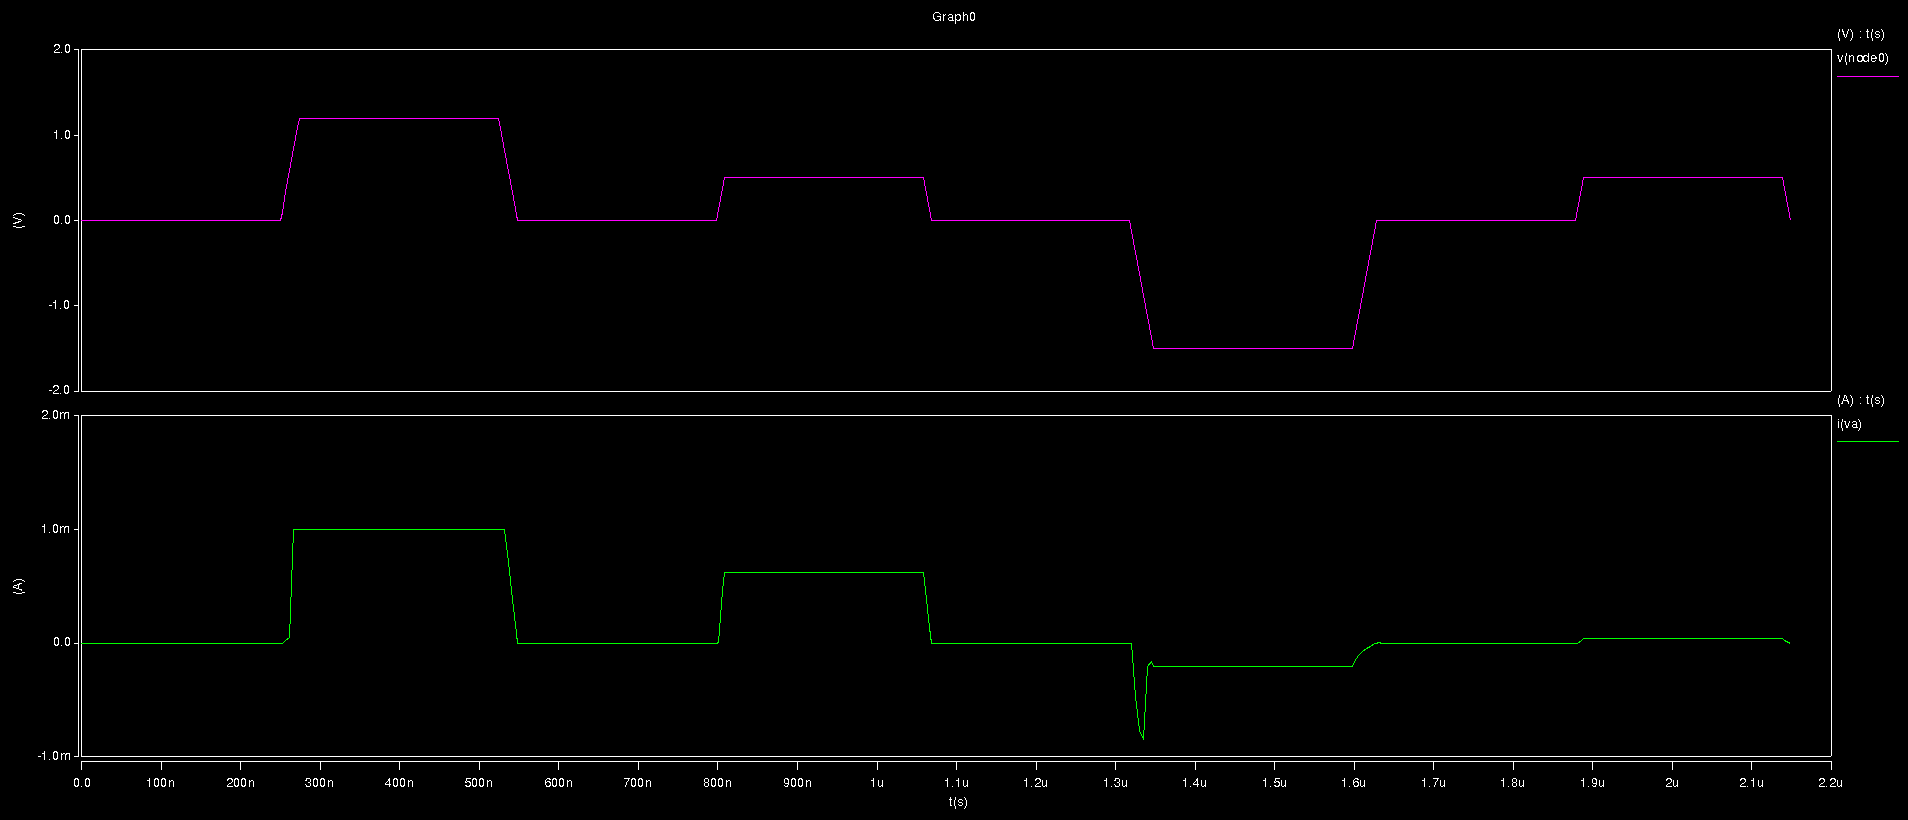 Graph0
(V) : t(s)
v(node0)
2.0
1.0
0.0
-1.0
-2.0
(V)
(A) : t(s)
i(va)
2.0m
1.0m
0.0
-1.0m
(A)
0.0 100n 200n 300n 400n 500n 600n 700n 800n 900n 1u 1.1u 1.2u 1.3u 1.4u 1.5u 1.6u 1.7u 1.8u 1.9u 2u 2.1u 2.2u
t(s)